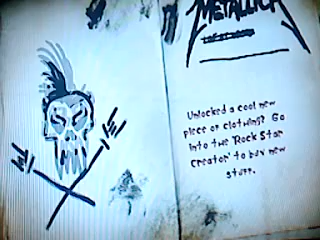 METALLICA
Unlocked a cool new
piece of clothing? Go
into the 'Rock Star
Creator' to buy new
stuff.